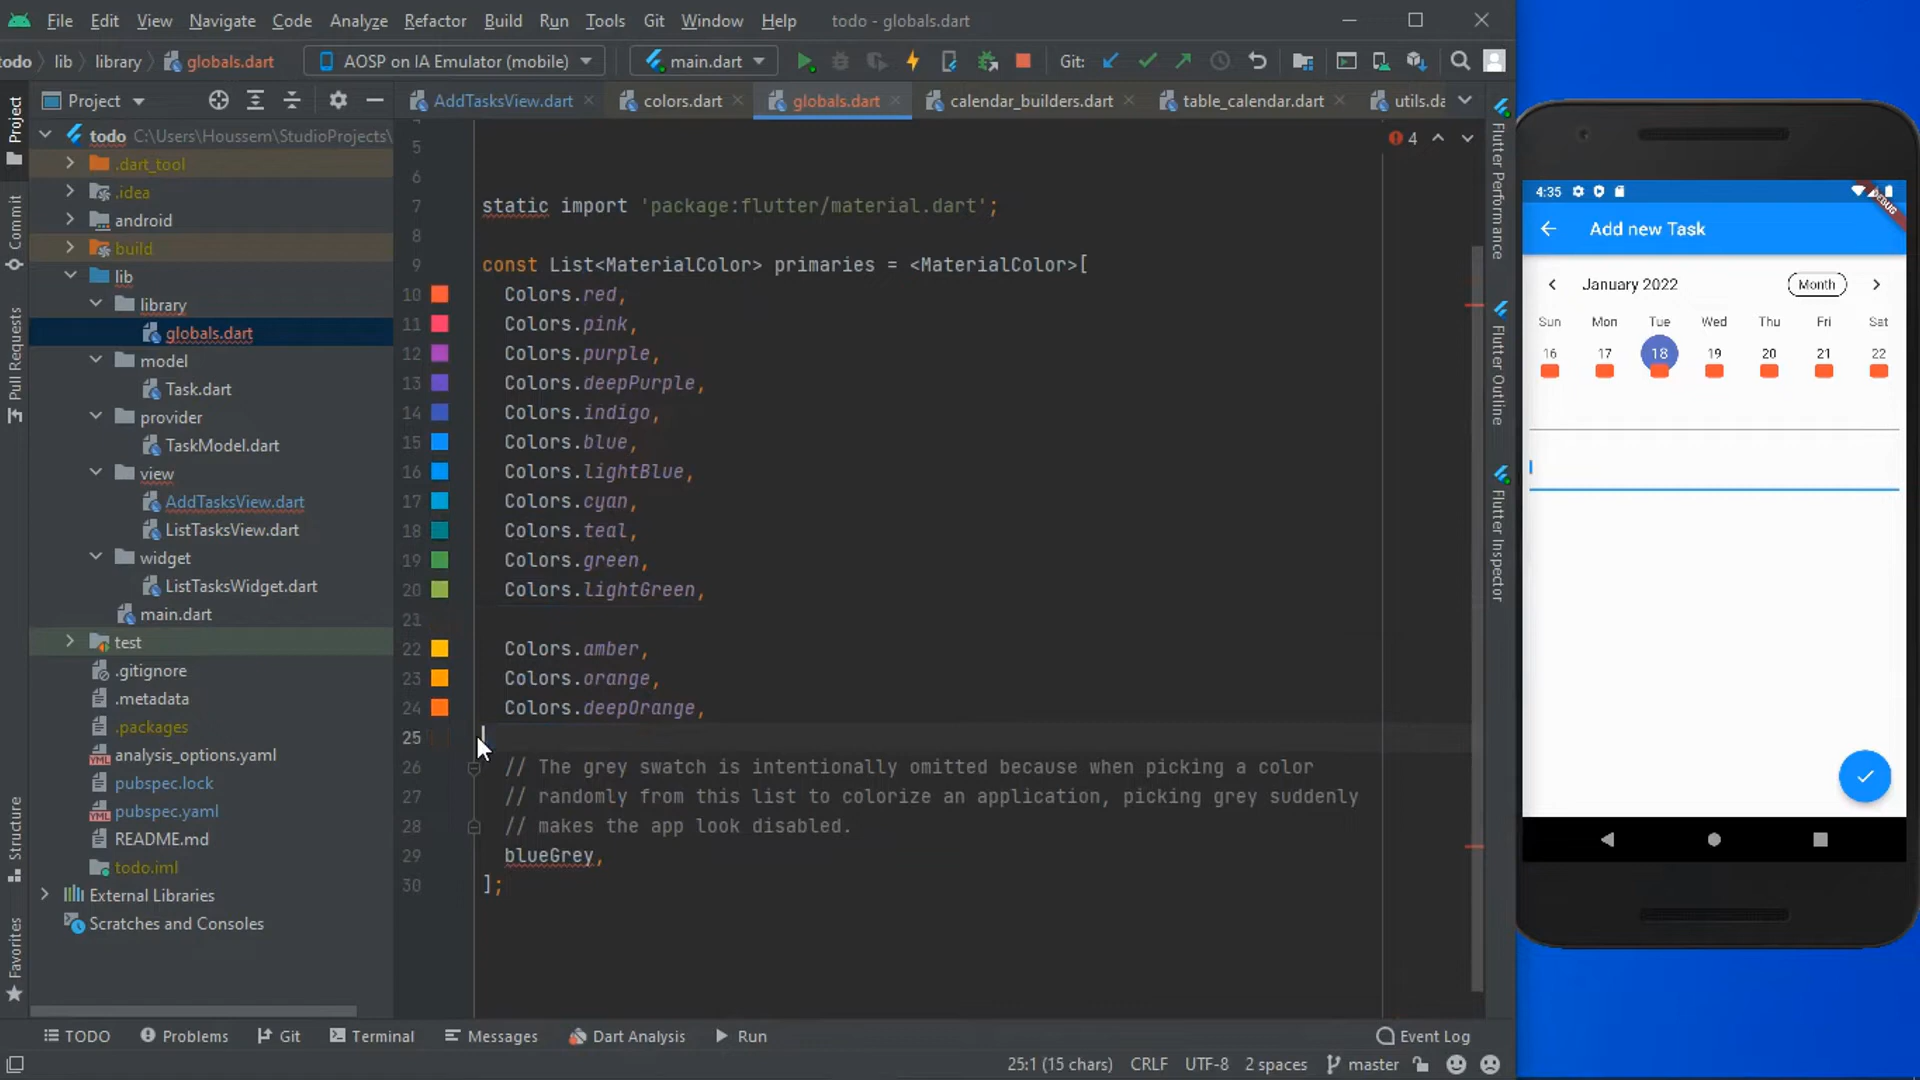 File Edit View Navigate Code Analyze Refactor Build Run Tools Git Window Help todo - globals.dart
todo lib library globals.dart AOSP on IA Emulator (mobile) main.dart Git:
Project AddTasksView.dart colors.dart globals.dart calendar_builders.dart table_calendar.dart utils.da
todo C:\Users\Houssem\StudioProjects\
.dart_tool
.idea
android
build
lib
library
globals.dart
model
Task.dart
provider
TaskModel.dart
view
AddTasksView.dart
ListTasksView.dart
widget
ListTasksWidget.dart
main.dart
test
.gitignore
.metadata
.packages
analysis_options.yaml
pubspec.lock
pubspec.yaml
README.md
todo.iml
External Libraries
Scratches and Consoles
Project
Commit
Pull Requests
Structure
Favorites
4
5
6
7 static import 'package:flutter/material.dart';
8
9 const List<MaterialColor> primaries = <MaterialColor>[
10 Colors.red,
11 Colors.pink,
12 Colors.purple,
13 Colors.deepPurple,
14 Colors.indigo,
15 Colors.blue,
16 Colors.lightBlue,
17 Colors.cyan,
18 Colors.teal,
19 Colors.green,
20 Colors.lightGreen,
21
22 Colors.amber,
23 Colors.orange,
24 Colors.deepOrange,
25
26 // The grey swatch is intentionally omitted because when picking a color
27 // randomly from this list to colorize an application, picking grey suddenly
28 // makes the app look disabled.
29 blueGrey,
30 ];
4
Flutter Performance
Flutter Outline
Flutter Inspector
4:35
DEBUG
Add new Task
January 2022 Month
Sun Mon Tue Wed Thu Fri Sat
16 17 18 19 20 21 22
TODO Problems Git Terminal Messages Dart Analysis Run Event Log
25:1 (15 chars) CRLF UTF-8 2 spaces master